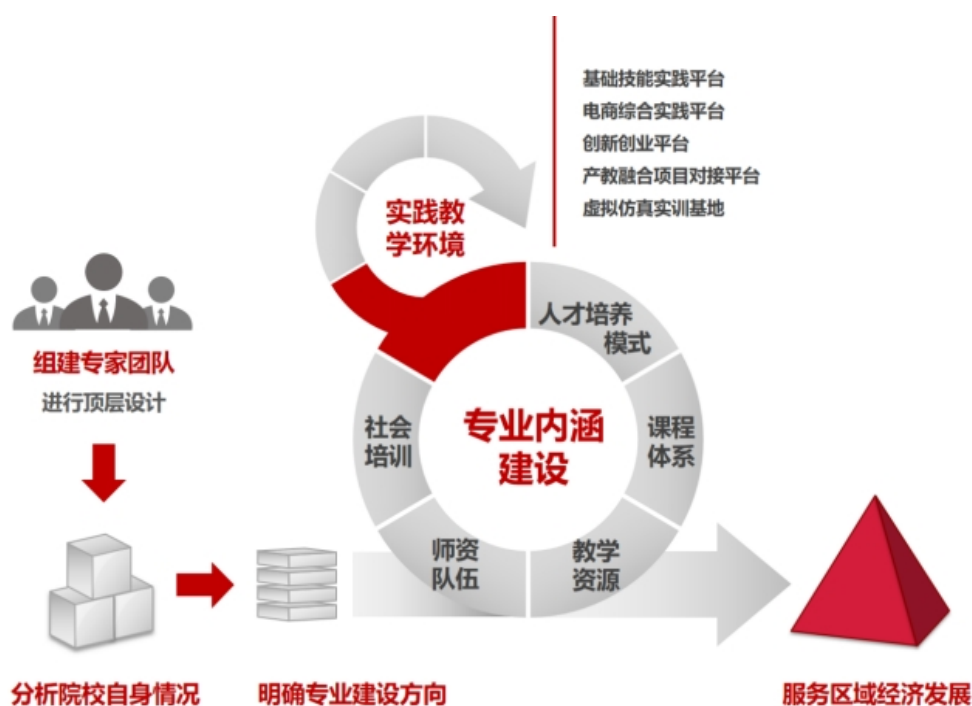 基础技能实践平台
电商综合实践平台
创新创业平台
产教融合项目对接平台
虚拟仿真实训基地
实践教
学环境
组建专家团队
进行顶层设计
人才培养
模式
社会
培训
专业内涵
建设
课程
体系
师资
队伍
教学
资源
分析院校自身情况
明确专业建设方向
服务区域经济发展